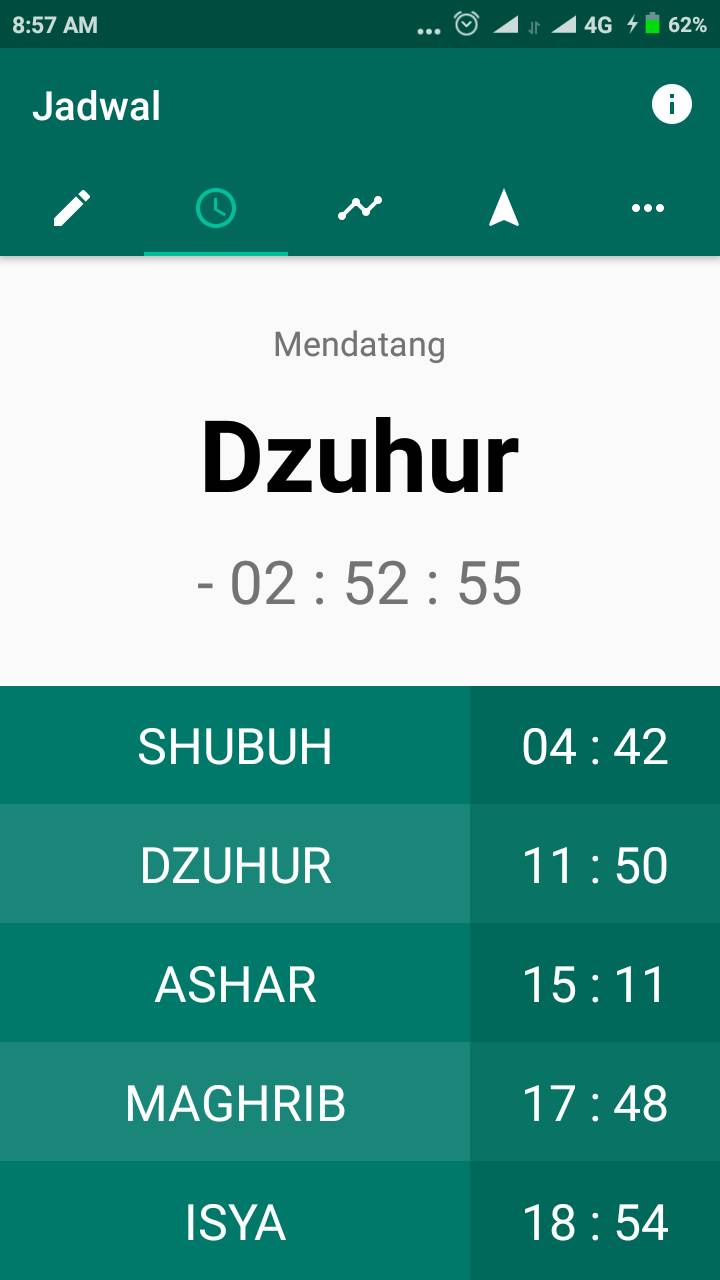 8:57 AM 4G 62%
Jadwal
Mendatang
Dzuhur
- 02 : 52 : 55
SHUBUH 04 : 42
DZUHUR 11 : 50
ASHAR 15 : 11
MAGHRIB 17 : 48
ISYA 18 : 54